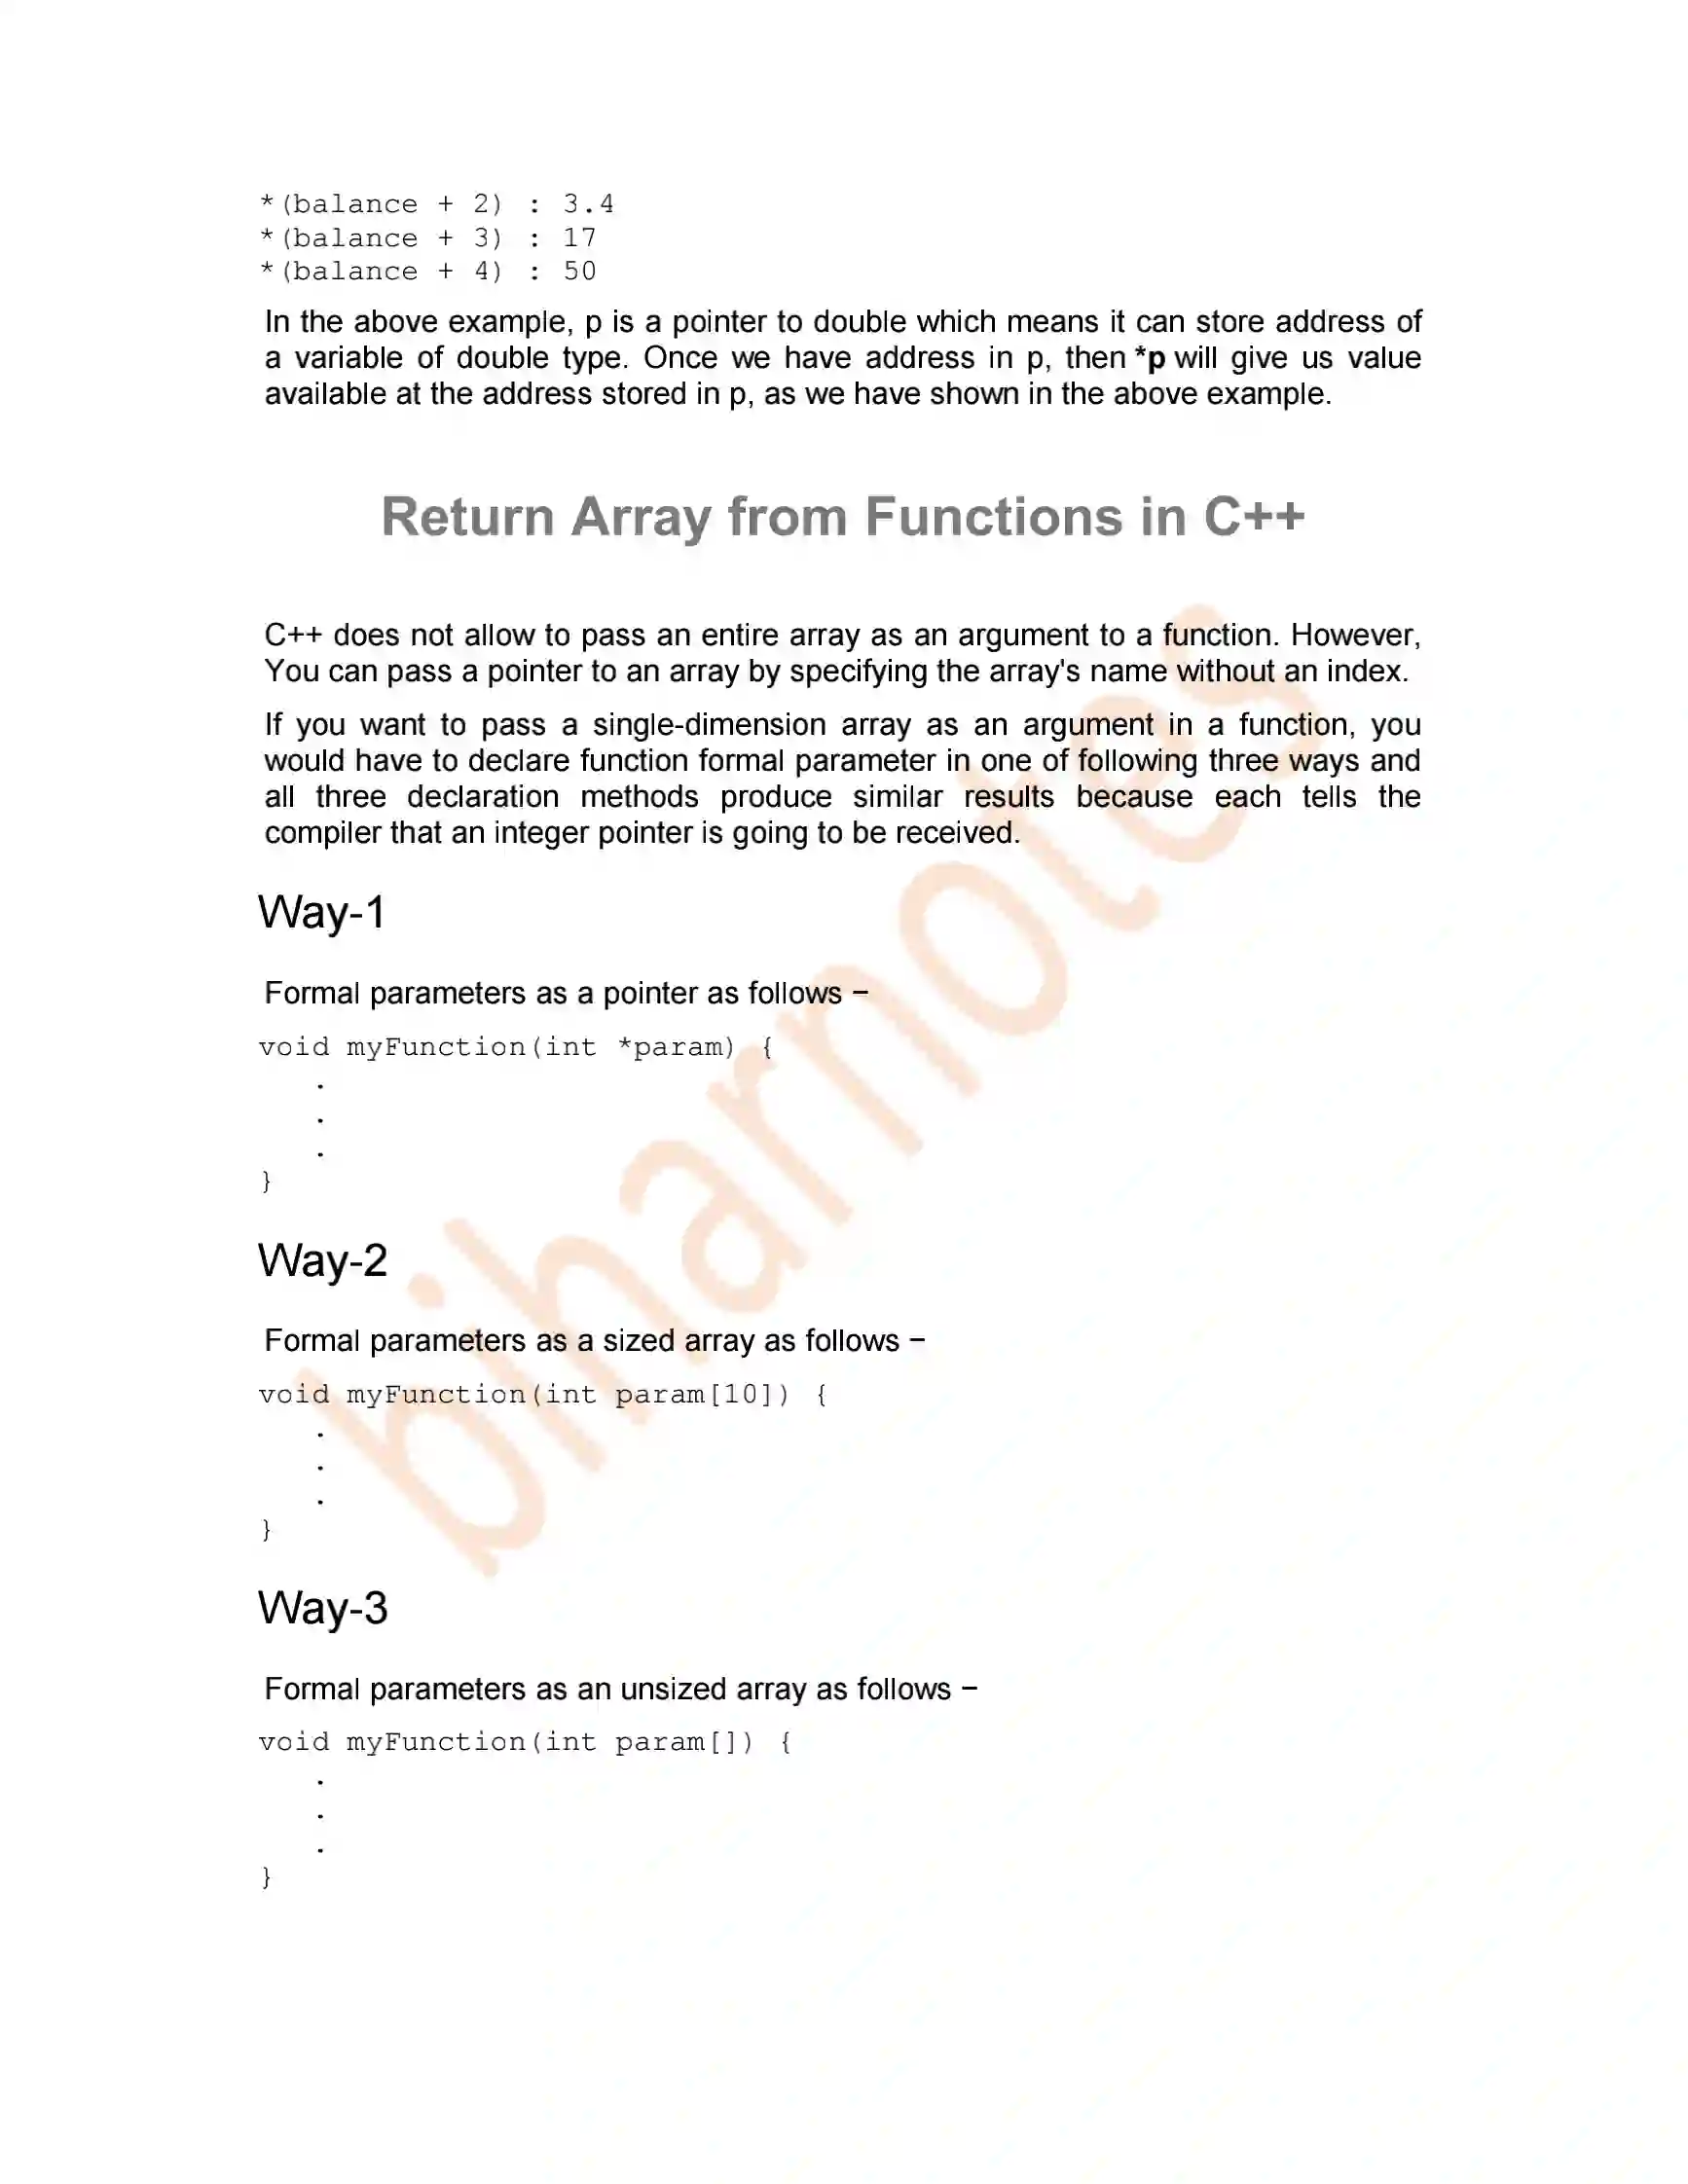 *(balance + 2) : 3.4
*(balance + 3) : 17
*(balance + 4) : 50
In the above example, p is a pointer to double which means it can store address of
a variable of double type. Once we have address in p, then *p will give us value
available at the address stored in p, as we have shown in the above example.
Return Array from Functions in C++
C++ does not allow to pass an entire array as an argument to a function. However,
You can pass a pointer to an array by specifying the array's name without an index.
If you want to pass a single-dimension array as an argument in a function, you
would have to declare function formal parameter in one of following three ways and
all three declaration methods produce similar results because each tells the
compiler that an integer pointer is going to be received.
Way-1
Formal parameters as a pointer as follows −
void myFunction(int *param) {
.
.
.
}
Way-2
Formal parameters as a sized array as follows −
void myFunction(int param[10]) {
.
.
.
}
Way-3
Formal parameters as an unsized array as follows −
void myFunction(int param[]) {
.
.
.
}
biharnotes